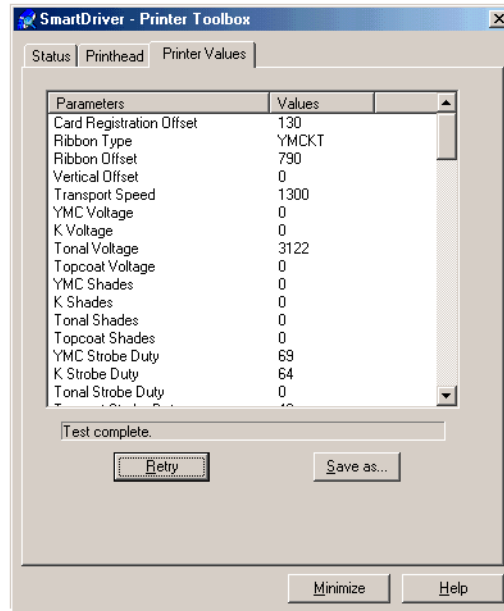 SmartDriver - Printer Toolbox
Status Printhead Printer Values
Parameters Values
Card Registration Offset 130
Ribbon Type YMCKT
Ribbon Offset 790
Vertical Offset 0
Transport Speed 1300
YMC Voltage 0
K Voltage 0
Tonal Voltage 3122
Topcoat Voltage 0
YMC Shades 0
K Shades 0
Tonal Shades 0
Topcoat Shades 0
YMC Strobe Duty 69
K Strobe Duty 64
Tonal Strobe Duty 0
Test complete.
Retry Save as...
Minimize Help